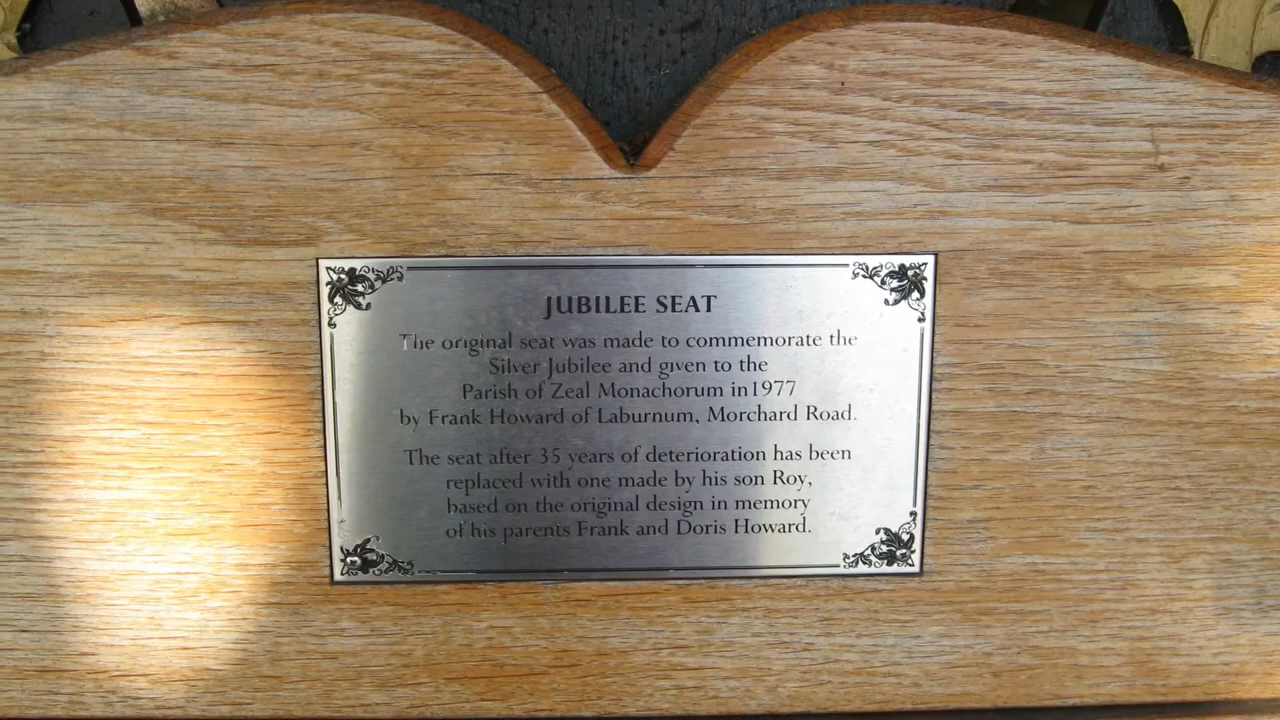 JUBILEE SEAT
The original seat was made to commemorate the
Silver Jubilee and given to the
Parish of Zeal Monachorum in1977
by Frank Howard of Laburnum, Morchard Road.
The seat after 35 years of deterioration has been
replaced with one made by his son Roy,
based on the original design in memory
of his parents Frank and Doris Howard.